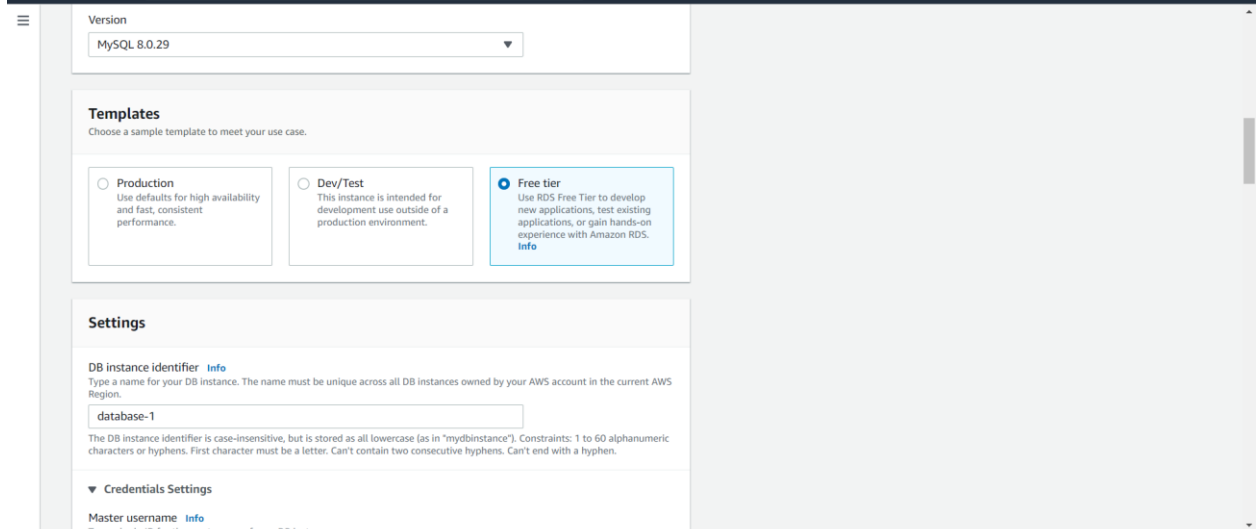 Version
MySQL 8.0.29
Templates
Choose a sample template to meet your use case.
Production
Use defaults for high availability
and fast, consistent
performance.
Dev/Test
This instance is intended for
development use outside of a
production environment.
Free tier
Use RDS Free Tier to develop
new applications, test existing
applications, or gain hands-on
experience with Amazon RDS.
Info
Settings
DB instance identifier Info
Type a name for your DB instance. The name must be unique across all DB instances owned by your AWS account in the current AWS
Region.
database-1
The DB instance identifier is case-insensitive, but is stored as all lowercase (as in "mydbinstance"). Constraints: 1 to 60 alphanumeric
characters or hyphens. First character must be a letter. Can't contain two consecutive hyphens. Can't end with a hyphen.
Credentials Settings
Master username Info